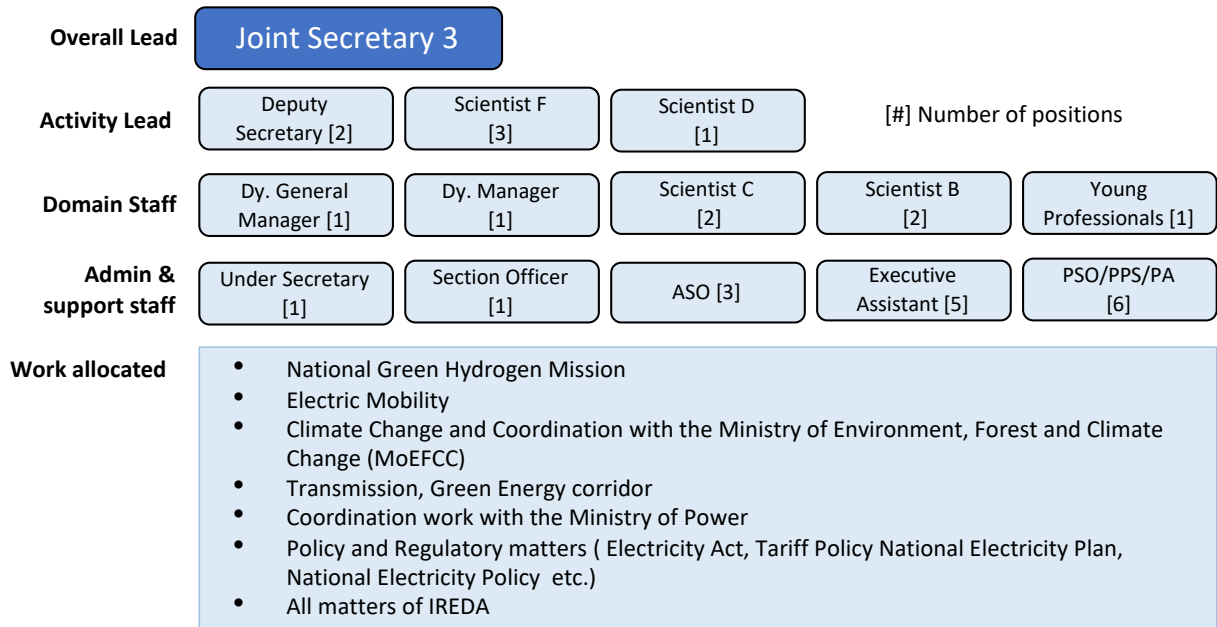 Overall Lead
Joint Secretary 3
Activity Lead
Deputy
Secretary [2]
Scientist F
[3]
Scientist D
[1]
[#] Number of positions
Domain Staff
Dy. General
Manager [1]
Dy. Manager
[1]
Scientist C
[2]
Scientist B
[2]
Young
Professionals [1]
Admin &
support staff
Under Secretary
[1]
Section Officer
[1]
ASO [3]
Executive
Assistant [5]
PSO/PPS/PA
[6]
Work allocated
• National Green Hydrogen Mission
• Electric Mobility
• Climate Change and Coordination with the Ministry of Environment, Forest and Climate
Change (MoEFCC)
• Transmission, Green Energy corridor
• Coordination work with the Ministry of Power
• Policy and Regulatory matters ( Electricity Act, Tariff Policy National Electricity Plan,
National Electricity Policy etc.)
• All matters of IREDA